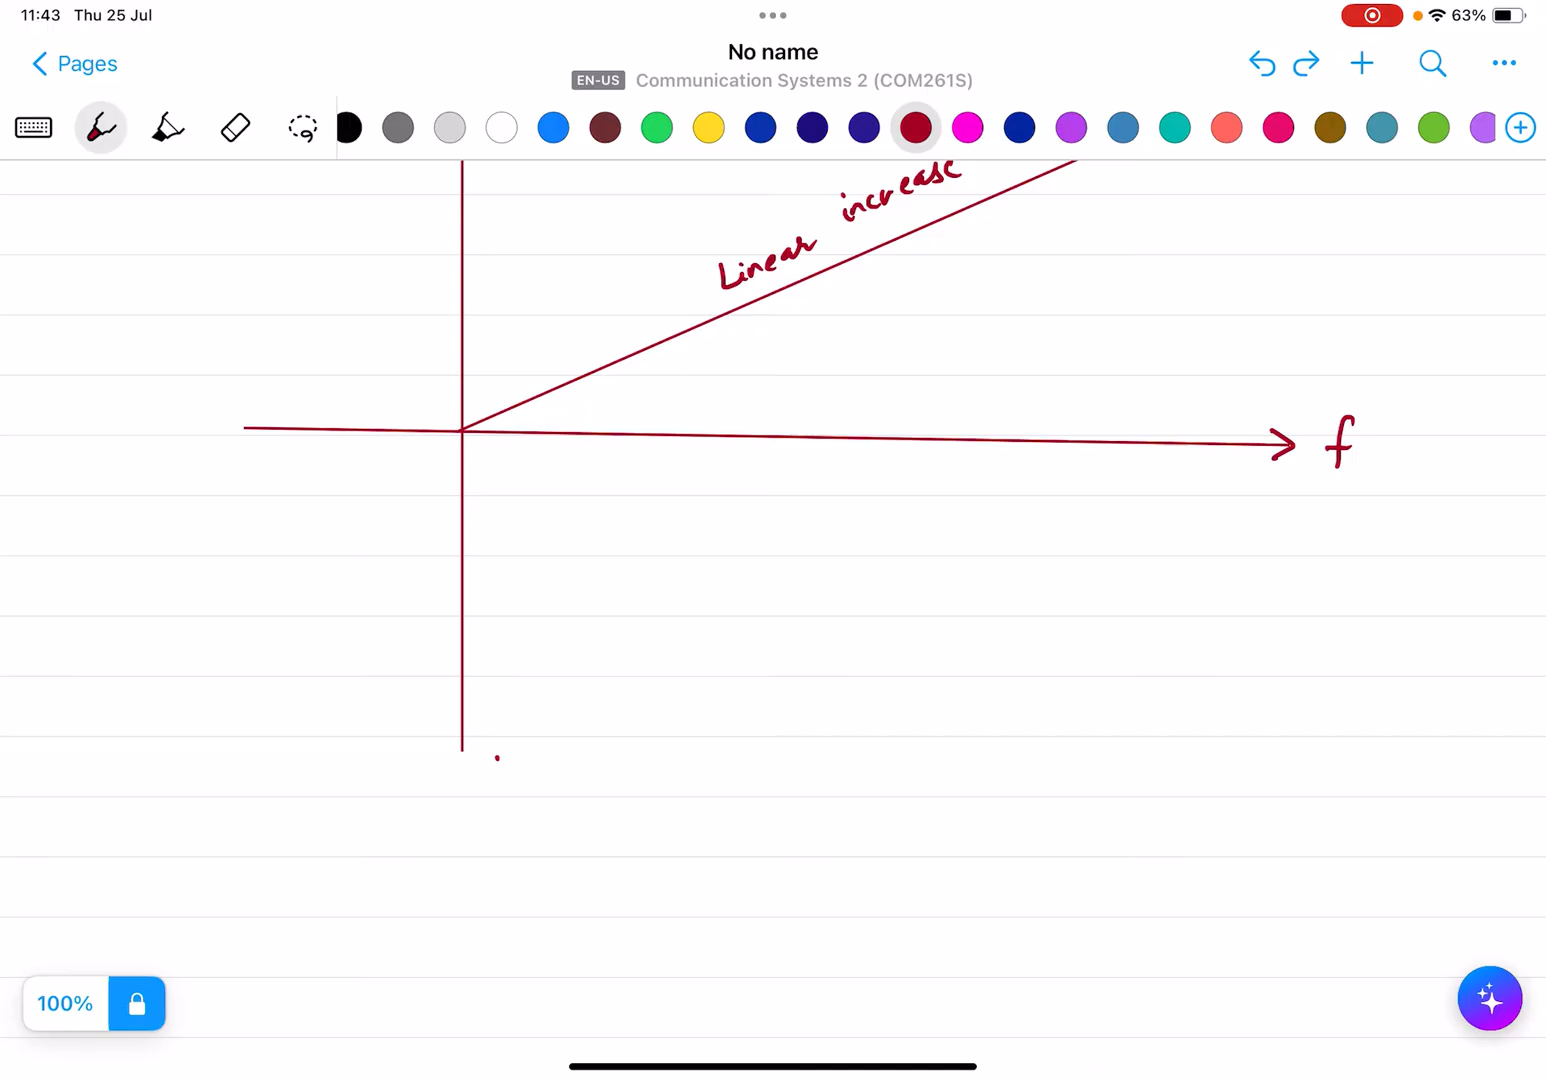 11:43 Thu 25 Jul
63%
Pages
No name
EN-US Communication Systems 2 (COM261S)
Linear increase
f
100%